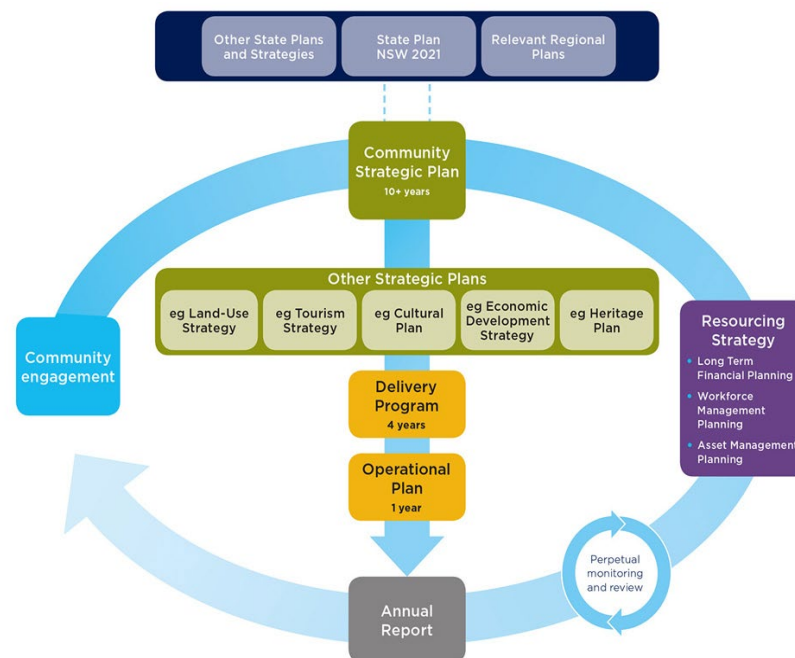 Other State Plans
and Strategies
State Plan
NSW 2021
Relevant Regional
Plans
Community
Strategic Plan
10+ years
Other Strategic Plans
eg Land-Use
Strategy
eg Tourism
Strategy
eg Cultural
Plan
eg Economic
Development
Strategy
eg Heritage
Plan
Community
engagement
Resourcing
Strategy
• Long Term
Financial Planning
• Workforce
Management
Planning
• Asset Management
Planning
Delivery
Program
4 years
Operational
Plan
1 year
Perpetual
monitoring
and review
Annual
Report